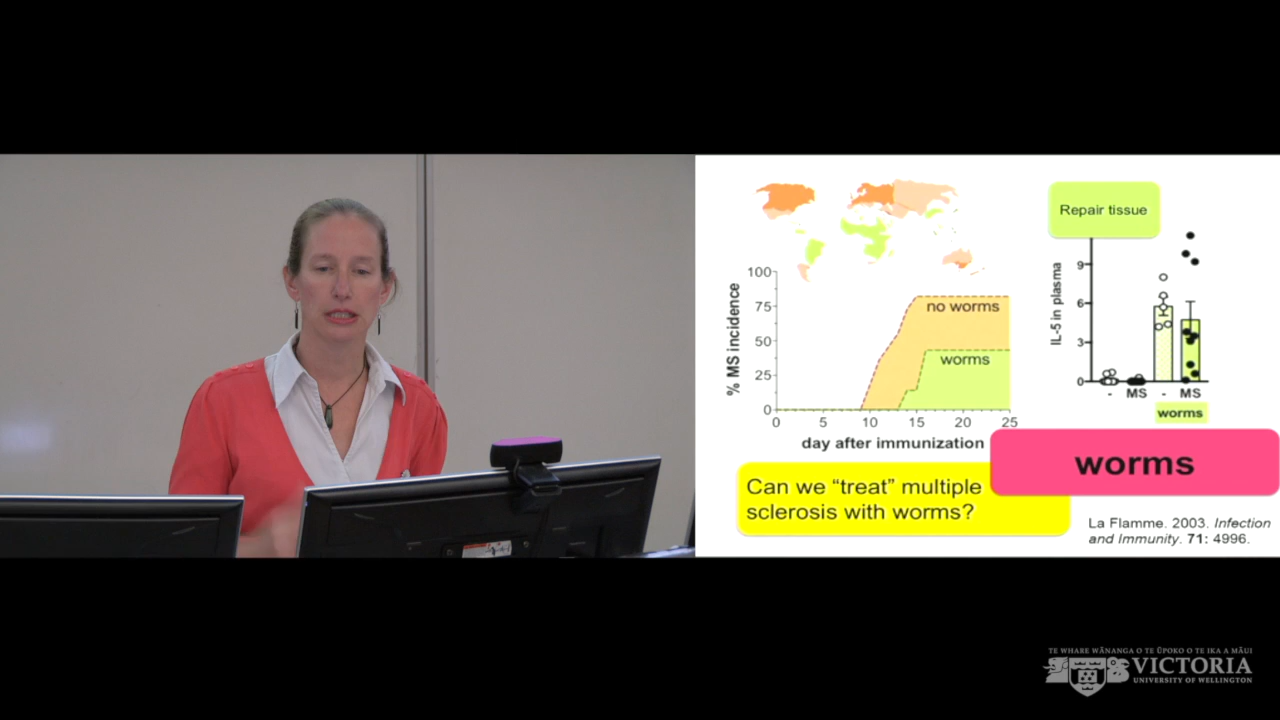 Repair tissue
100
75
50
25
0
% MS incidence
no worms
worms
0 5 10 15 20 25
day after immunization
9
6
3
0
IL-5 in plasma
- MS - MS
worms
worms
Can we “treat” multiple
sclerosis with worms?
La Flamme. 2003. Infection
and Immunity. 71: 4996.
TE WHARE WĀNANGA O TE ŪPOKO O TE IKA A MĀUI
VICTORIA
UNIVERSITY OF WELLINGTON